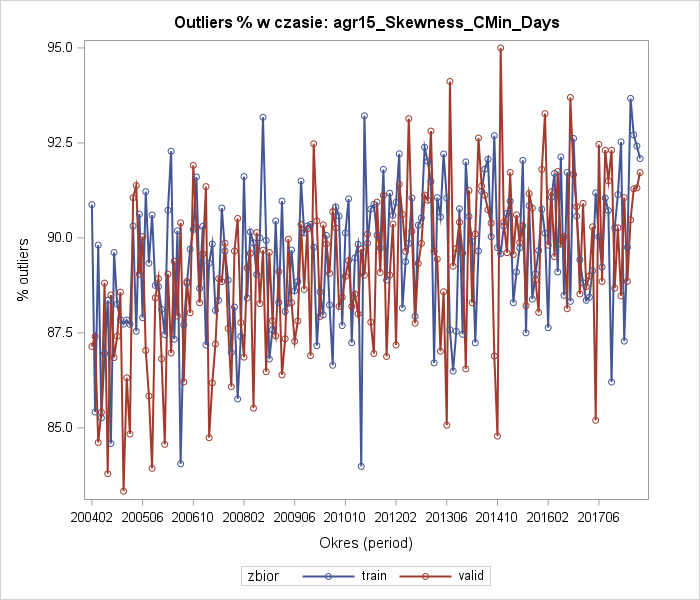 Outliers % w czasie: agr15_Skewness_CMin_Days
95.0
92.5
90.0
87.5
85.0
% outliers
200402 200506 200610 200802 200906 201010 201202 201306 201410 201602 201706
Okres (period)
zbior train valid